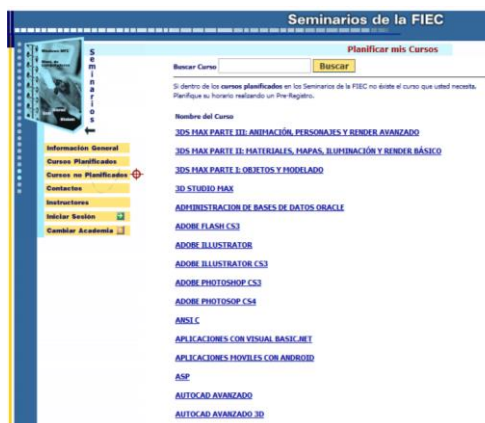 Seminarios de la FIEC
Planificar mis Cursos
Buscar Curso
Buscar
Si dentro de los cursos planificados en los Seminarios de la FIEC no existe el curso que usted necesita.
Planifique su horario realizando un Pre-Registro.
Seminarios
Información General
Cursos Planificados
Cursos no Planificados
Contactos
Instructores
Iniciar Sesión
Cambiar Academia
Nombre del Curso
3DS MAX PARTE III: ANIMACIÓN, PERSONAJES Y RENDER AVANZADO
3DS MAX PARTE II: MATERIALES, MAPAS, ILUMINACIÓN Y RENDER BÁSICO
3DS MAX PARTE I: OBJETOS Y MODELADO
3D STUDIO MAX
ADMINISTRACION DE BASES DE DATOS ORACLE
ADOBE FLASH CS3
ADOBE ILLUSTRATOR
ADOBE ILLUSTRATOR CS3
ADOBE PHOTOSHOP CS3
ADOBE PHOTOSOP CS4
ANSI C
APLICACIONES CON VISUAL BASIC.NET
APLICACIONES MOVILES CON ANDROID
ASP
AUTOCAD AVANZADO
AUTOCAD AVANZADO 3D